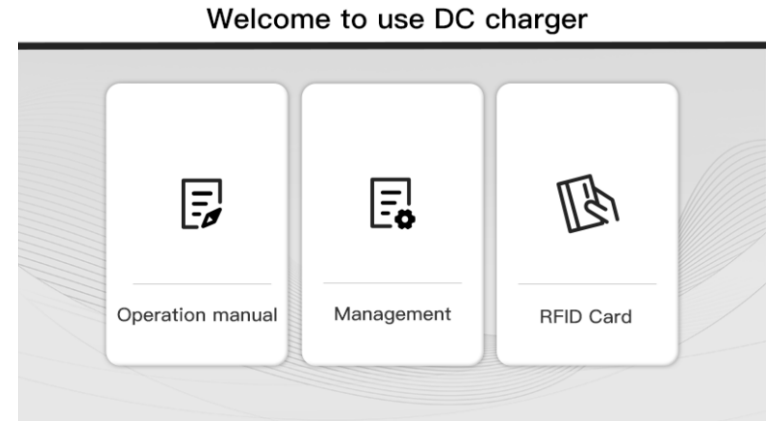 Welcome to use DC charger
Operation manual
Management
RFID Card